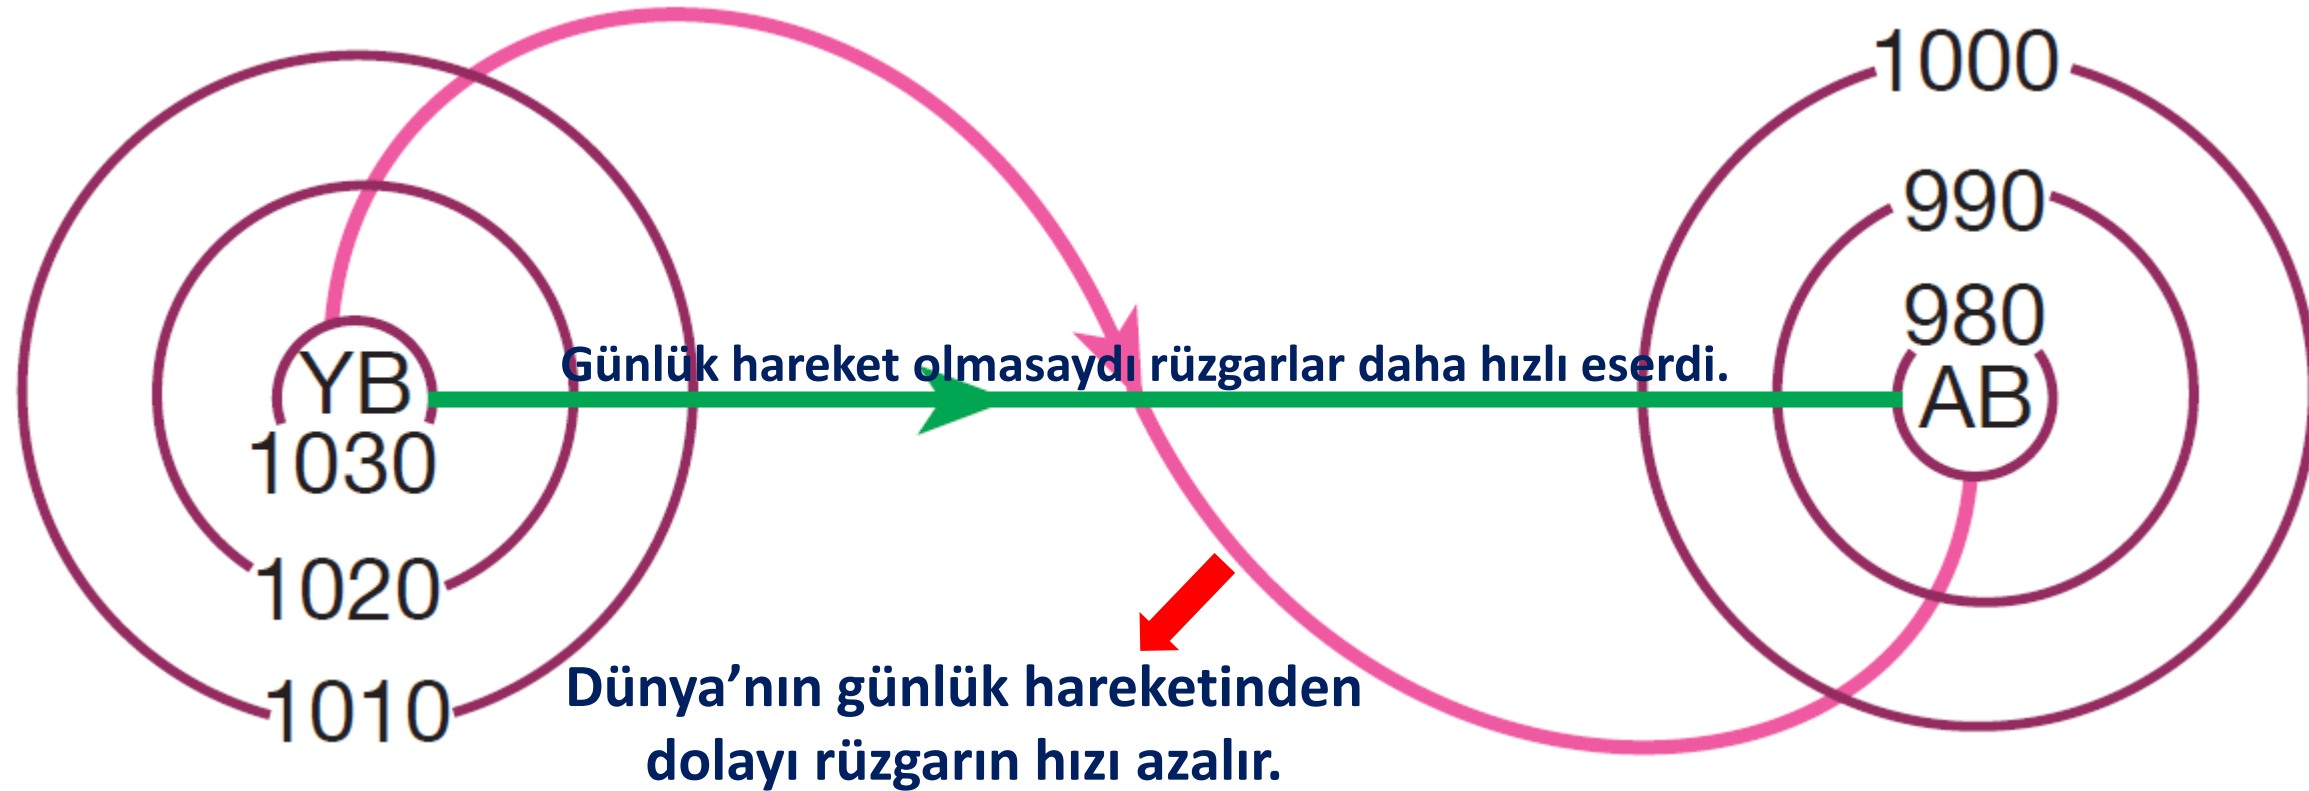 YB
1030
1020
1010
Günlük hareket olmasaydı rüzgarlar daha hızlı eserdi.
1000
990
980
AB
Dünya’nın günlük hareketinden
dolayı rüzgarın hızı azalır.